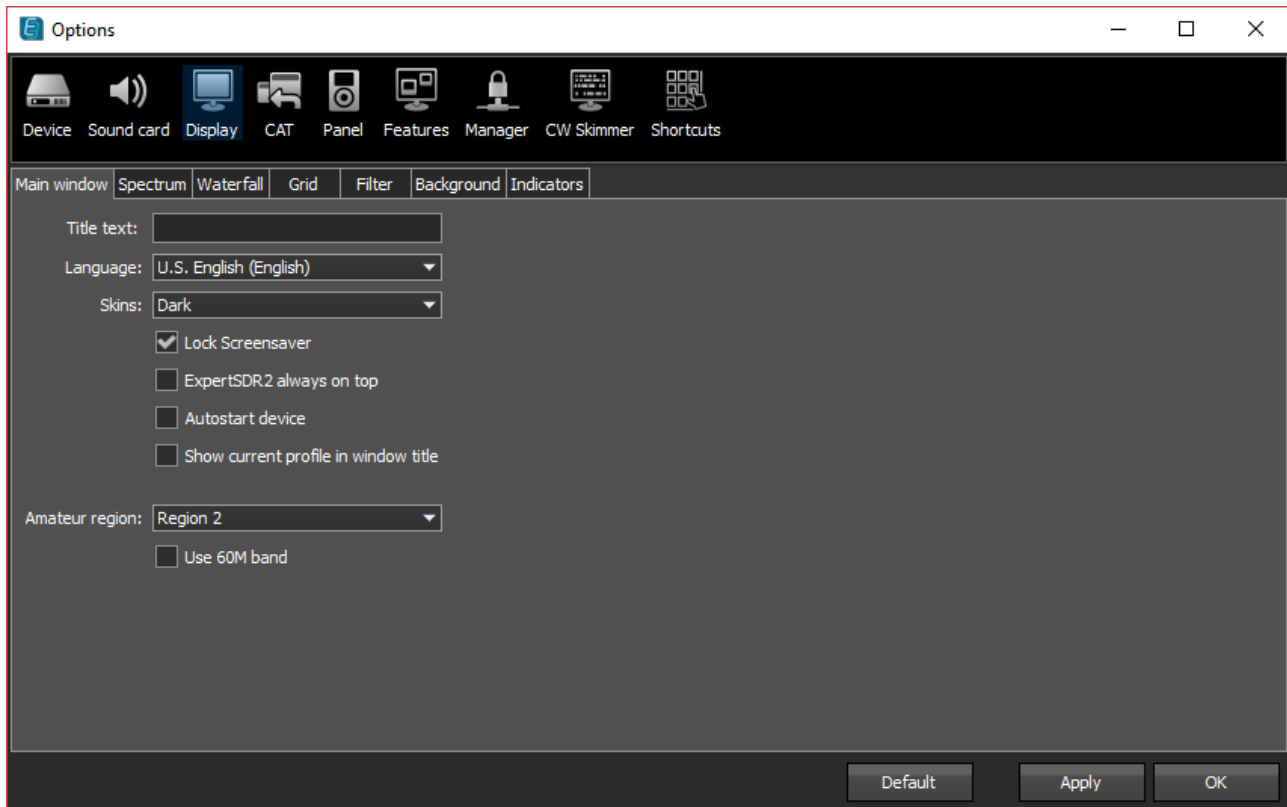 Options
Device Sound card Display CAT Panel Features Manager CW Skimmer Shortcuts
Main window Spectrum Waterfall Grid Filter Background Indicators
Title text:
Language: U.S. English (English)
Skins: Dark
Lock Screensaver
ExpertSDR2 always on top
Autostart device
Show current profile in window title
Amateur region: Region 2
Use 60M band
Default Apply OK